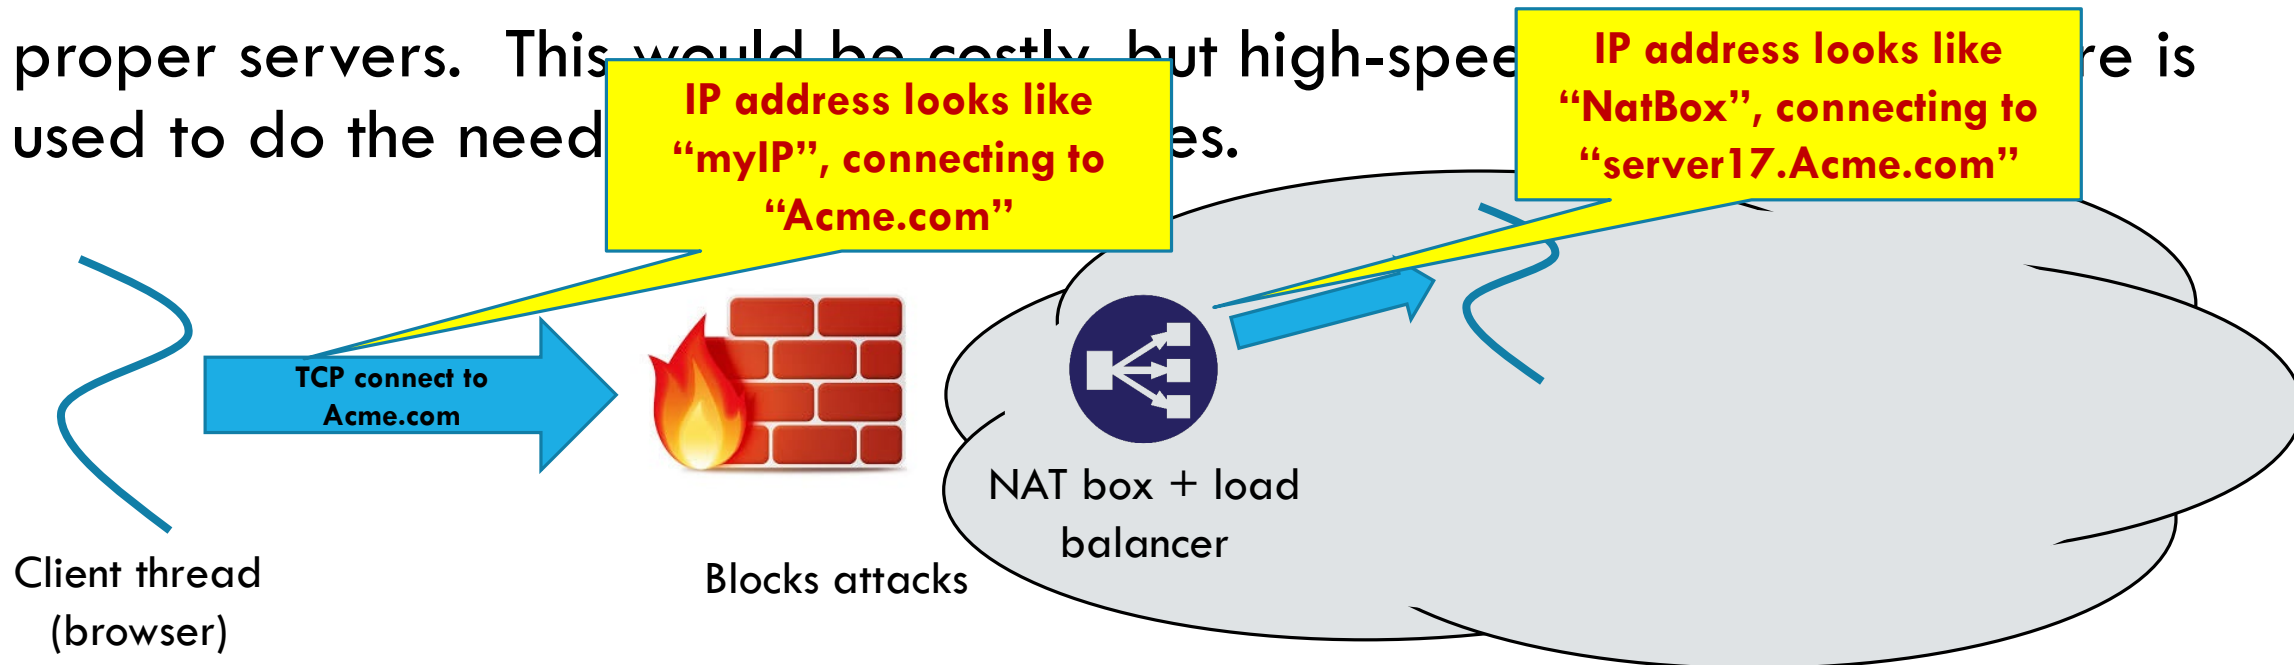 proper servers. This would be costly, but high-spee re is
used to do the need es.
IP address looks like
“myIP”, connecting to
“Acme.com”
IP address looks like
“NatBox”, connecting to
“server17.Acme.com”
TCP connect to
Acme.com
NAT box + load
balancer
Client thread
(browser)
Blocks attacks